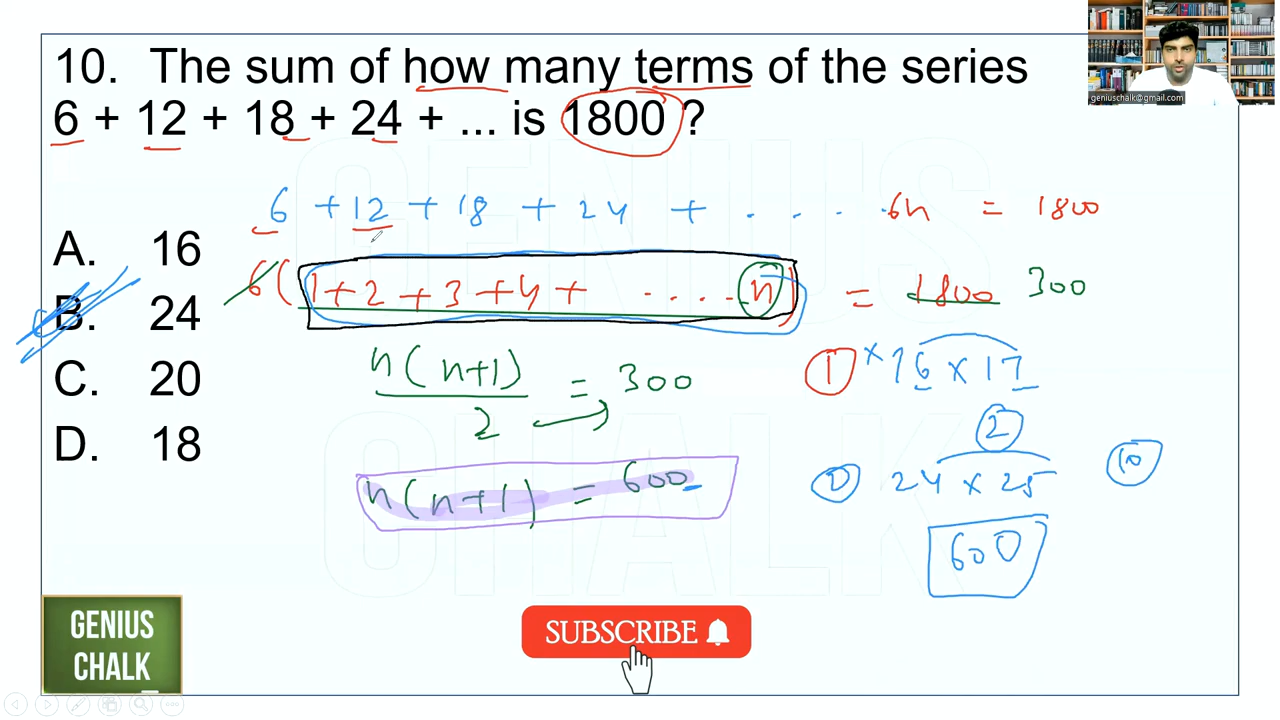 10. The sum of how many terms of the series
6 + 12 + 18 + 24 + ... is 1800 ?
geniuschalk@gmail.com
6 + 12 + 18 + 24 + . . . . 6n = 1800
6 ( 1 + 2 + 3 + 4 + . . . . n ) = 1800 300
A. 16
B. 24
C. 20
D. 18
n ( n+1 ) / 2 = 300
n ( n+1 ) = 600
1 × 16 × 17
2
24 × 25
10
600
GENIUS
CHALK
GENIUS
CHALK
SUBSCRIBE